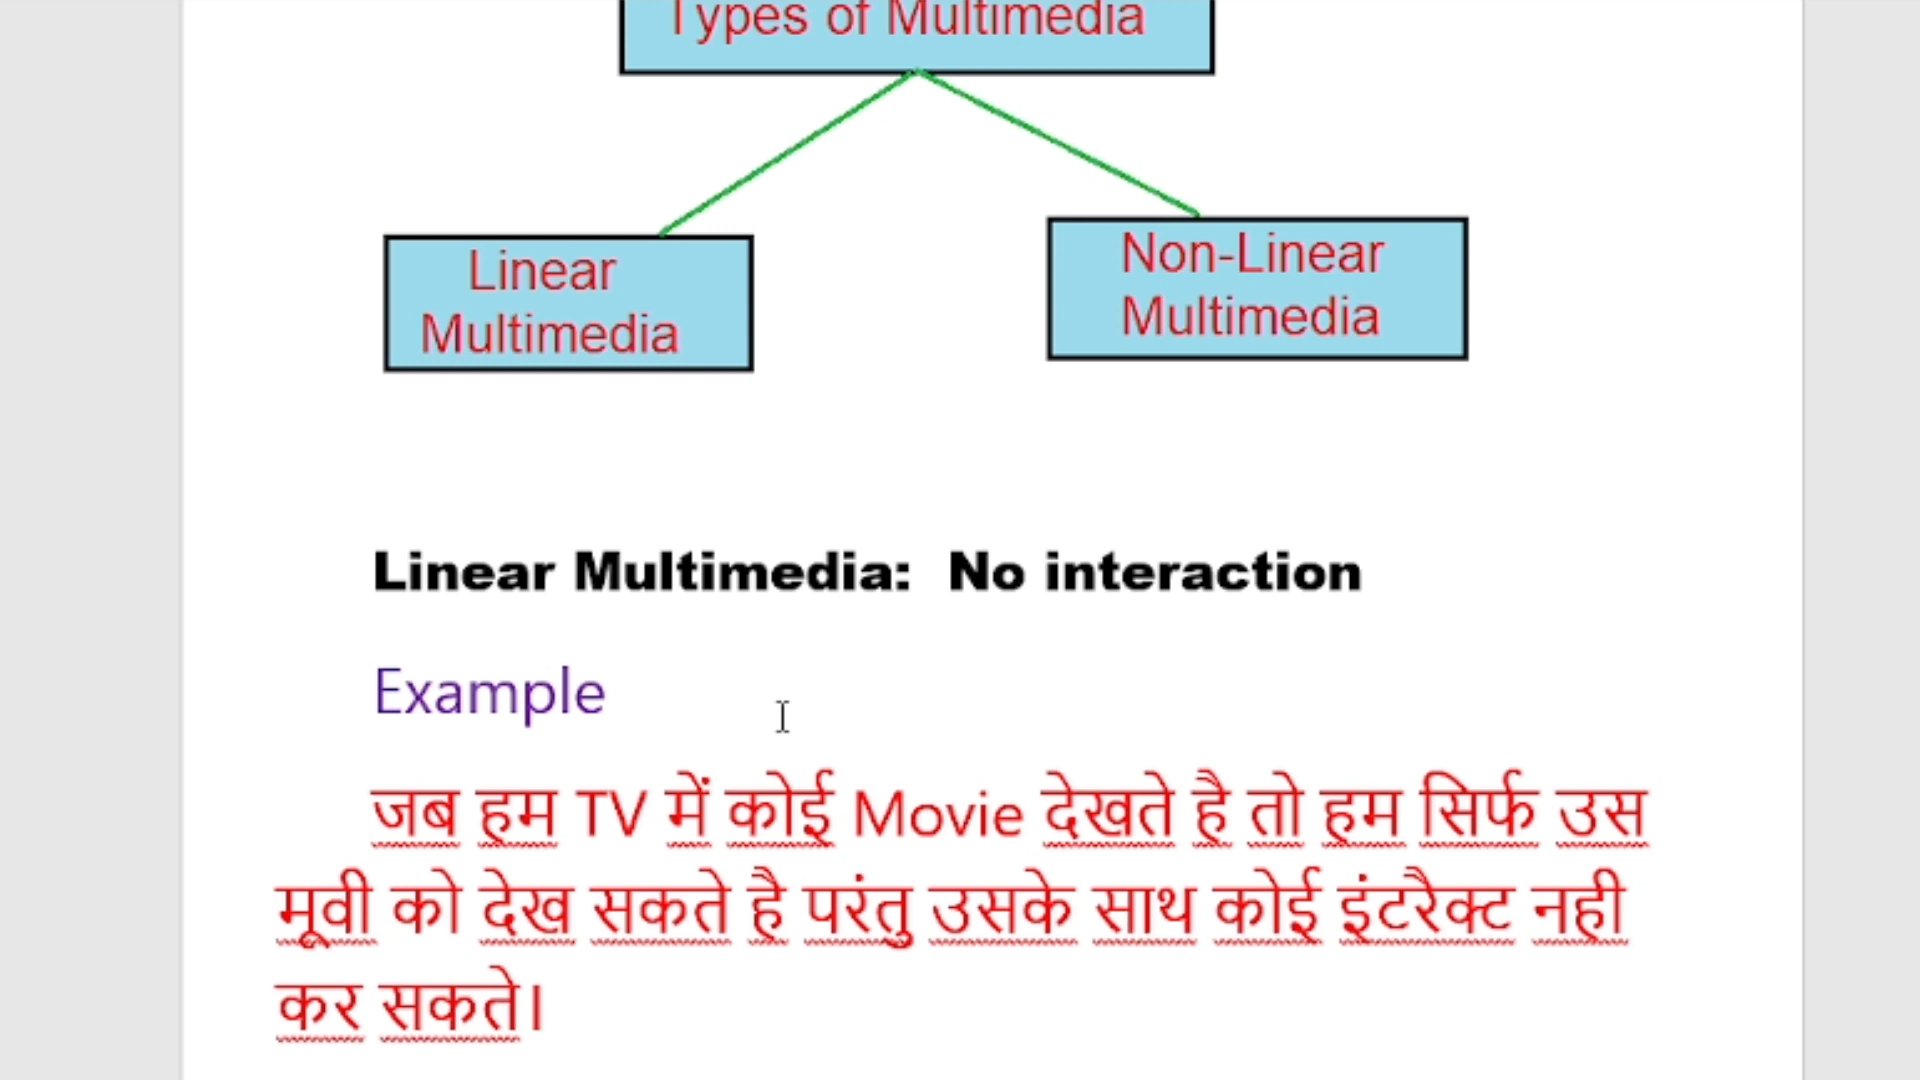 Types of Multimedia
Linear
Multimedia
Non-Linear
Multimedia
Linear Multimedia:  No interaction
Example
जब हम TV में कोई Movie देखते है तो हम सिर्फ उस
मूवी को देख सकते है परंतु उसके साथ कोई इंटरैक्ट नही
कर सकते।